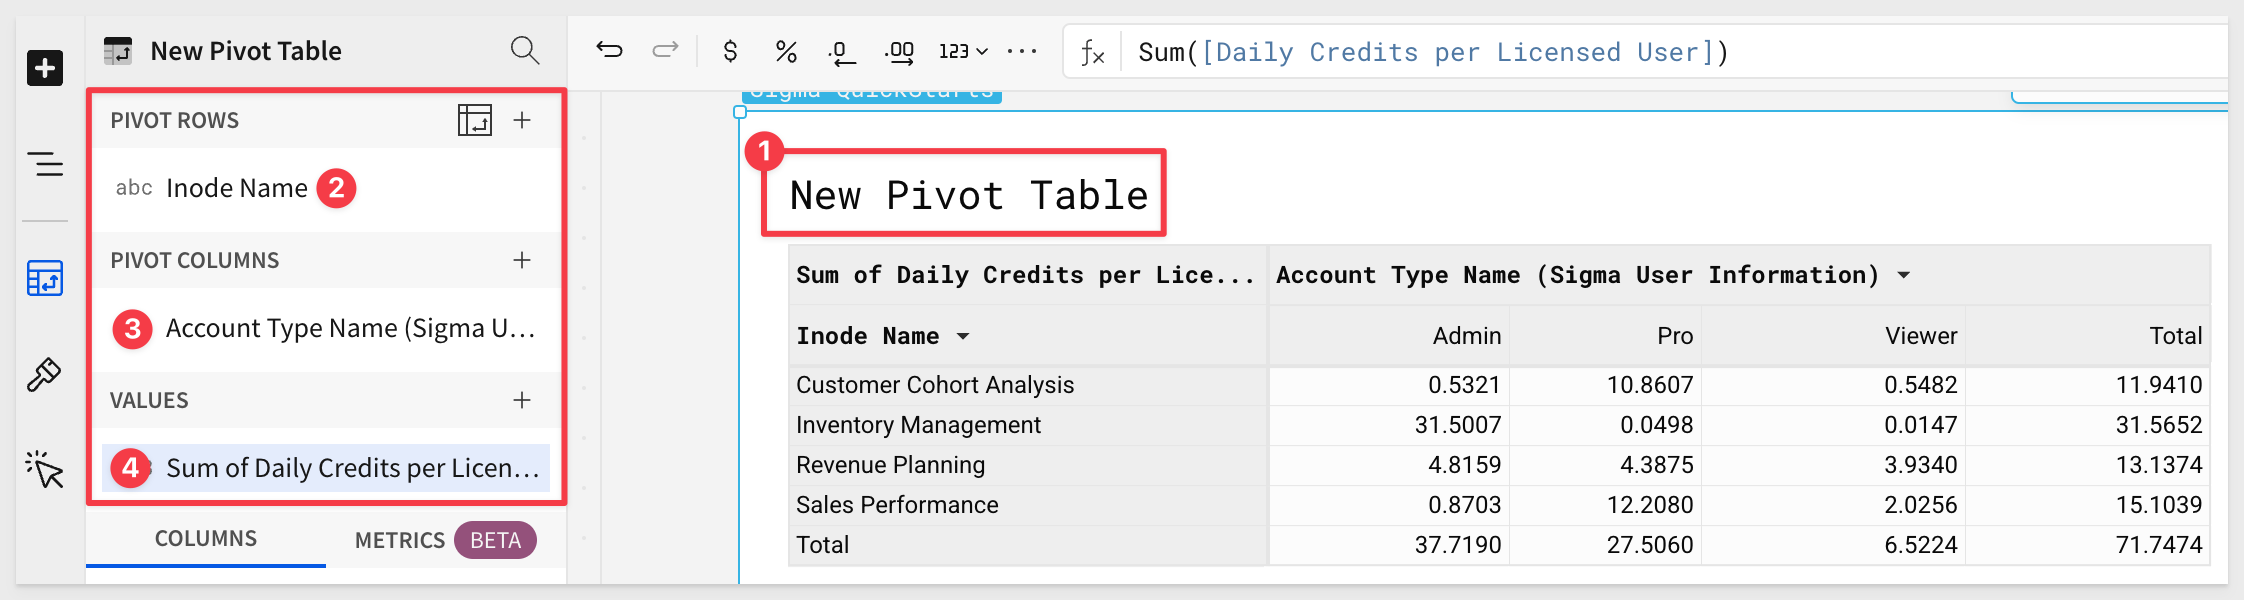 New Pivot Table
$ % .0 .00 123 ...
fx Sum([Daily Credits per Licensed User])
PIVOT ROWS
abc Inode Name 2
PIVOT COLUMNS
3 Account Type Name (Sigma U...
VALUES
4 Sum of Daily Credits per Licen...
COLUMNS METRICS BETA
Sigma QuickStarts
1
New Pivot Table
Sum of Daily Credits per Lice... Account Type Name (Sigma User Information)
Inode Name Admin Pro Viewer Total
Customer Cohort Analysis 0.5321 10.8607 0.5482 11.9410
Inventory Management 31.5007 0.0498 0.0147 31.5652
Revenue Planning 4.8159 4.3875 3.9340 13.1374
Sales Performance 0.8703 12.2080 2.0256 15.1039
Total 37.7190 27.5060 6.5224 71.7474